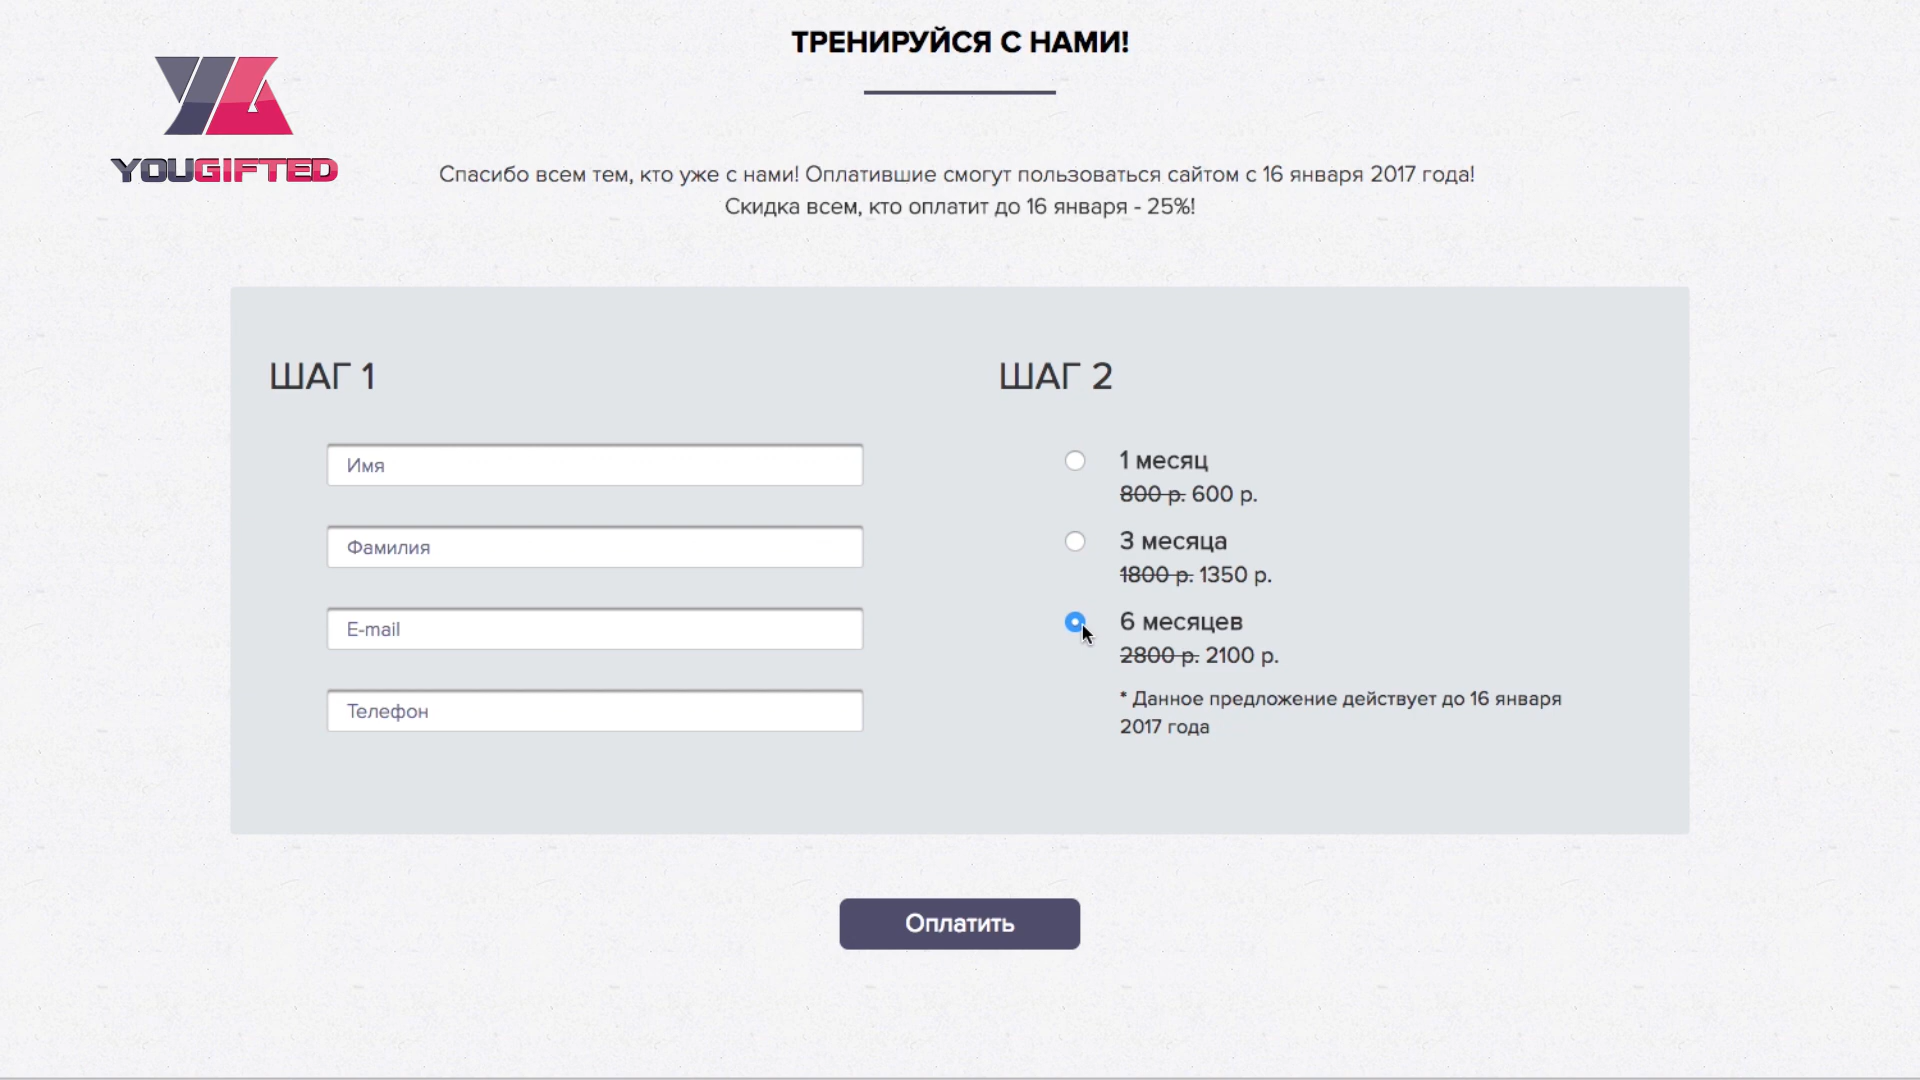 ТРЕНИРУЙСЯ С НАМИ!
YOUGIFTED
Спасибо всем тем, кто уже с нами! Оплатившие смогут пользоваться сайтом с 16 января 2017 года!
Скидка всем, кто оплатит до 16 января - 25%!
ШАГ 1
Имя
Фамилия
E-mail
Телефон
ШАГ 2
1 месяц
800 р. 600 р.
3 месяца
1800 р. 1350 р.
6 месяцев
2800 р. 2100 р.
* Данное предложение действует до 16 января
2017 года
Оплатить